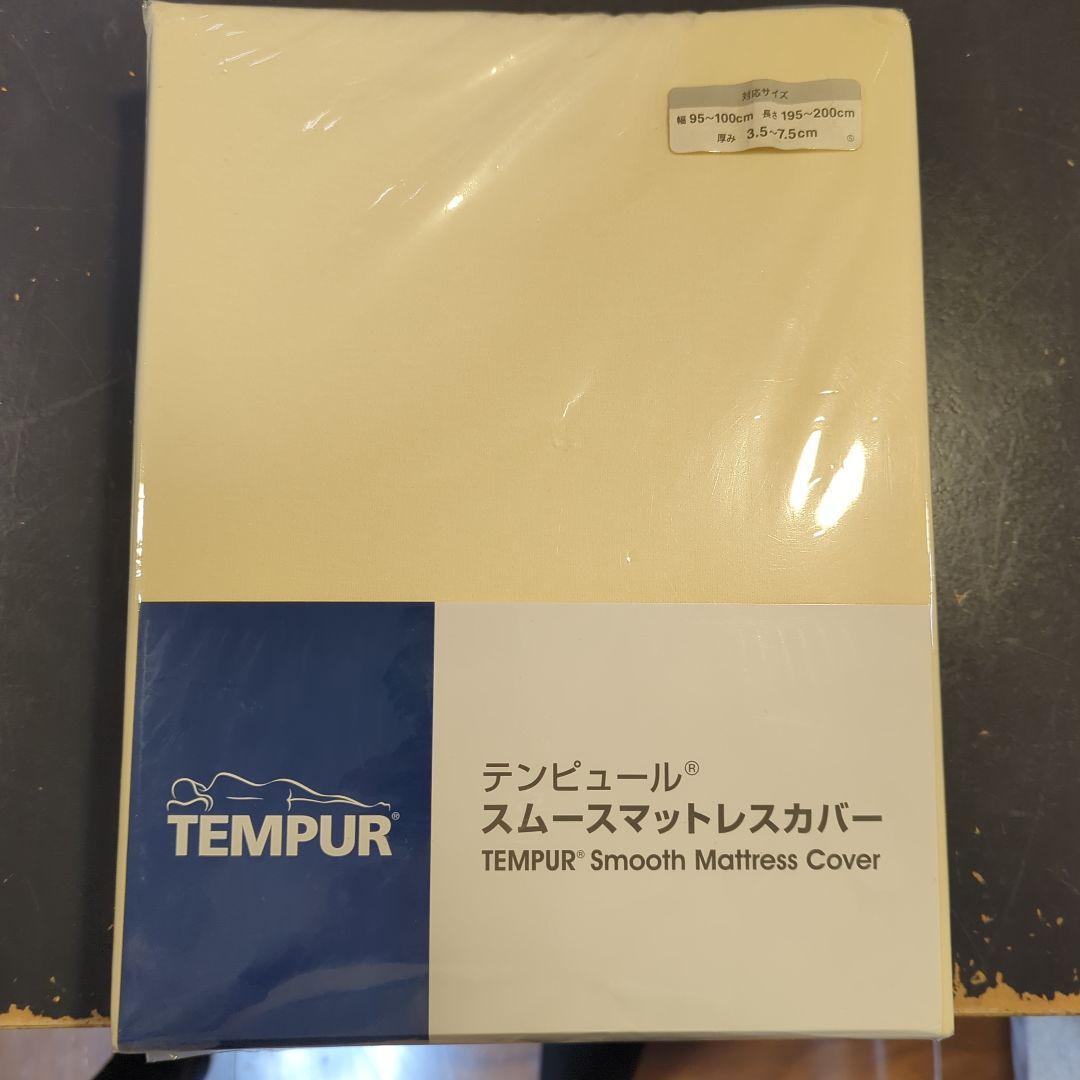 対応サイズ
幅 95~100cm 長さ 195~200cm
厚み 3.5~7.5cm Ⓢ
TEMPUR®
テンピュール®
スムースマットレスカバー
TEMPUR® Smooth Mattress Cover